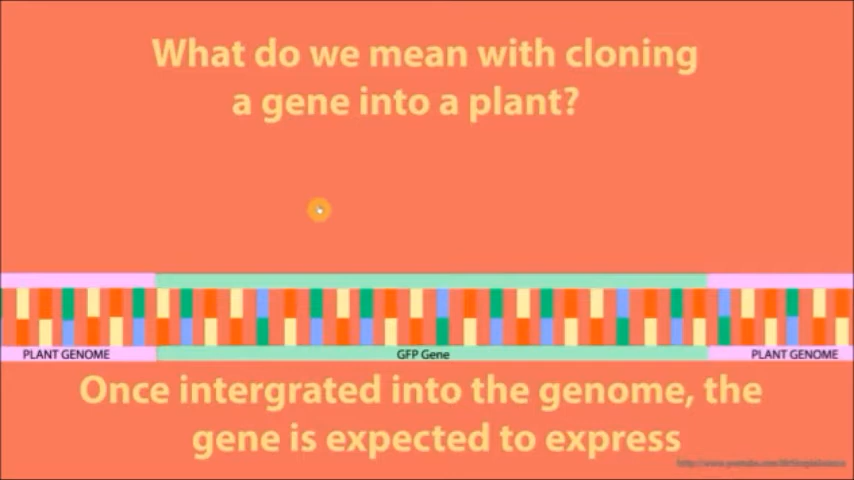 What do we mean with cloning
a gene into a plant?
PLANT GENOME
GFP Gene
PLANT GENOME
Once intergrated into the genome, the
gene is expected to express